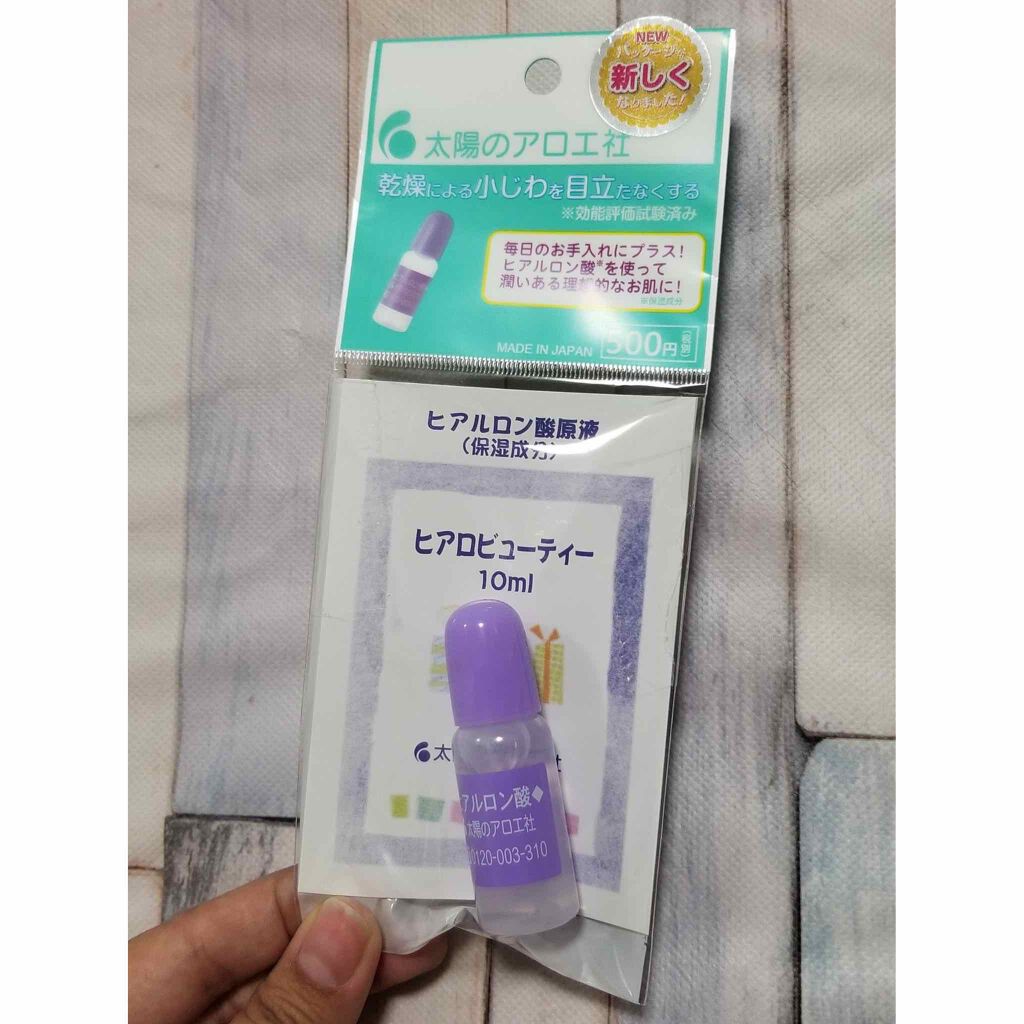 NEW
パッケージが
新しく
なりました!
太陽のアロエ社
乾燥による小じわを目立たなくする
※効能評価試験済み
毎日のお手入れにプラス!
ヒアルロン酸※を使って
潤いある理想的なお肌に!
※保湿成分
MADE IN JAPAN 500円(税別)
ヒアルロン酸原液
(保湿成分)
ヒアロビューティー
10ml
太
アルロン酸◆
太陽のアロエ社
0120-003-310